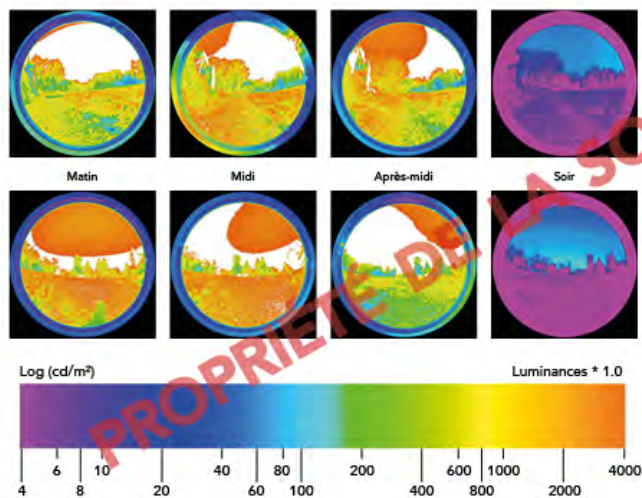 Matin Midi Après-midi Soir
PROPRIETE DE LA SO
Log (cd/m²) Luminances * 1.0
4 6 8 10 20 40 60 80 100 200 400 600 800 1000 2000 4000